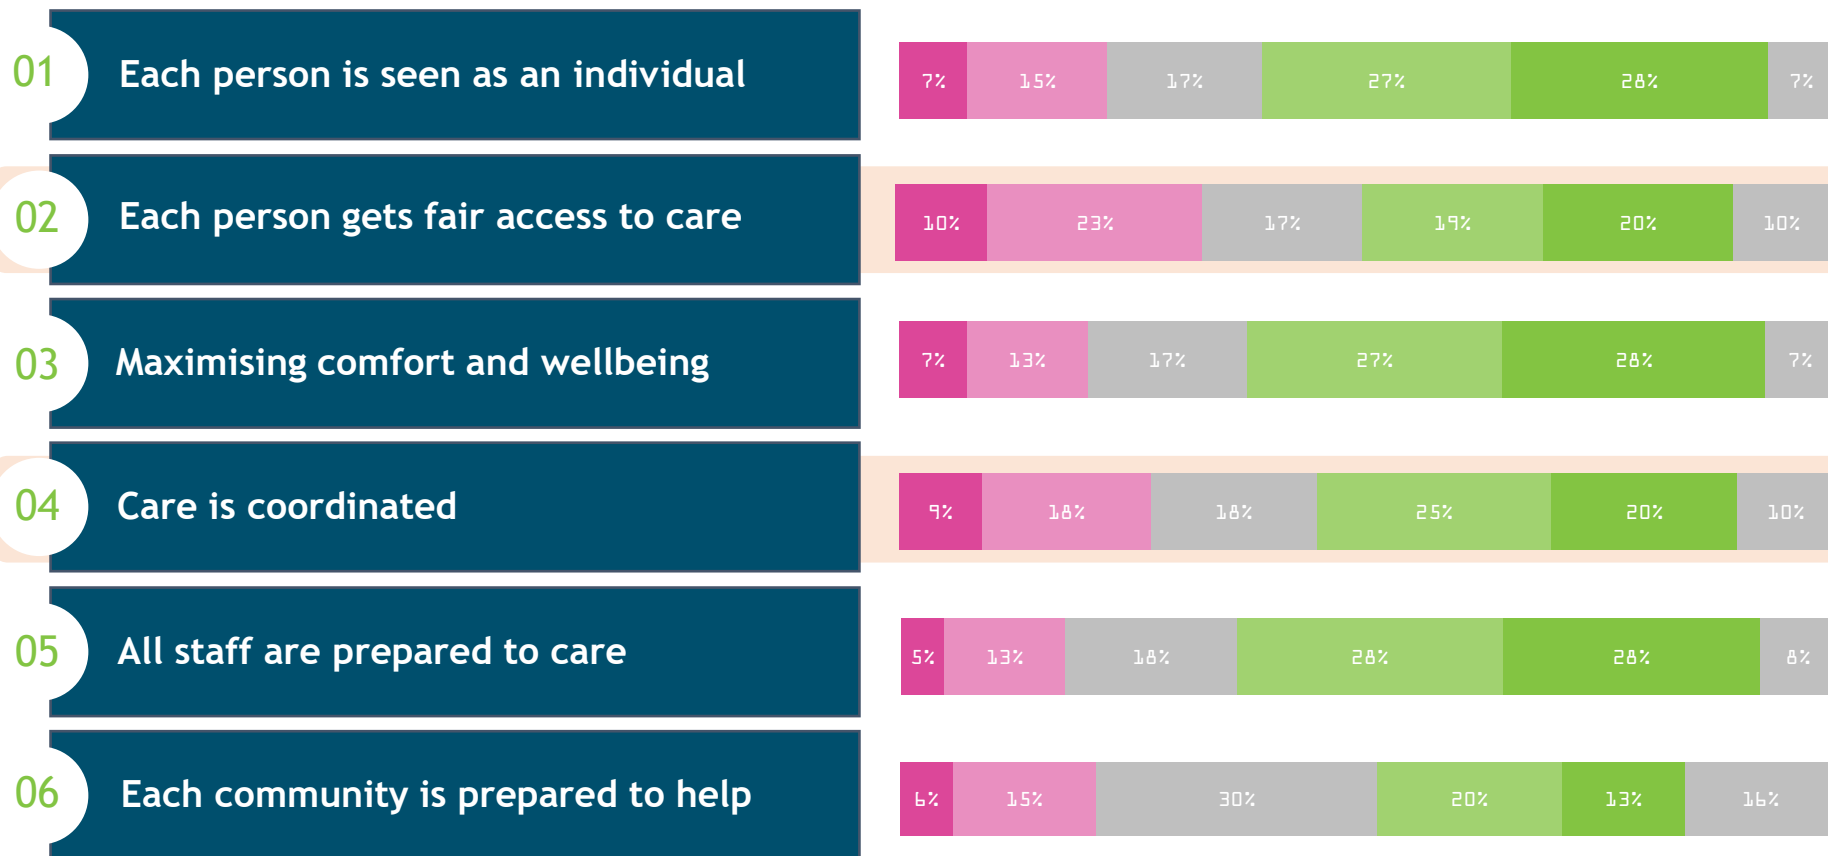 01 Each person is seen as an individual 7% 15% 17% 27% 28% 7%
02 Each person gets fair access to care 10% 23% 17% 19% 20% 10%
03 Maximising comfort and wellbeing 7% 13% 17% 27% 28% 7%
04 Care is coordinated 9% 18% 18% 25% 20% 10%
05 All staff are prepared to care 5% 13% 18% 28% 28% 8%
06 Each community is prepared to help 6% 15% 30% 20% 13% 16%